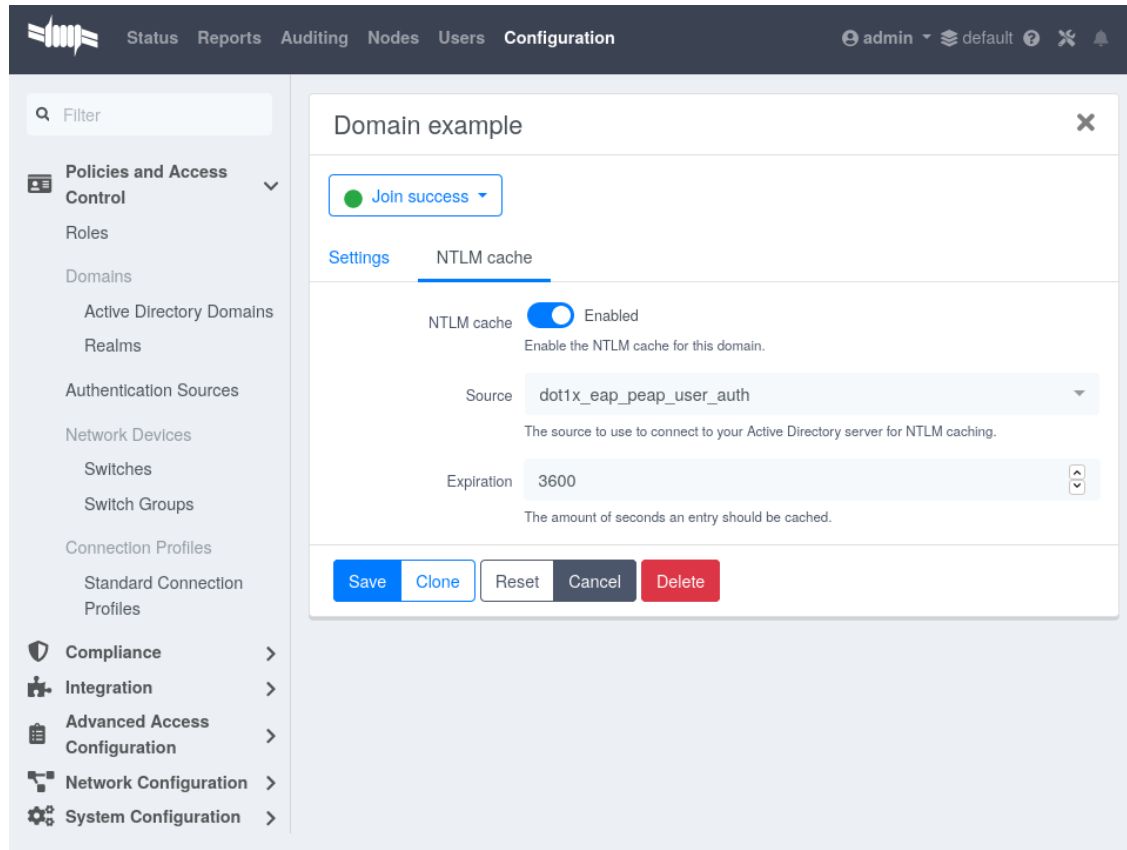 Status Reports Auditing Nodes Users Configuration admin default
Filter
Policies and Access
Control
Roles
Domains
Active Directory Domains
Realms
Authentication Sources
Network Devices
Switches
Switch Groups
Connection Profiles
Standard Connection
Profiles
Compliance
Integration
Advanced Access
Configuration
Network Configuration
System Configuration
Domain example
Join success
Settings NTLM cache
NTLM cache Enabled
Enable the NTLM cache for this domain.
Source dot1x_eap_peap_user_auth
The source to use to connect to your Active Directory server for NTLM caching.
Expiration 3600
The amount of seconds an entry should be cached.
Save Clone Reset Cancel Delete